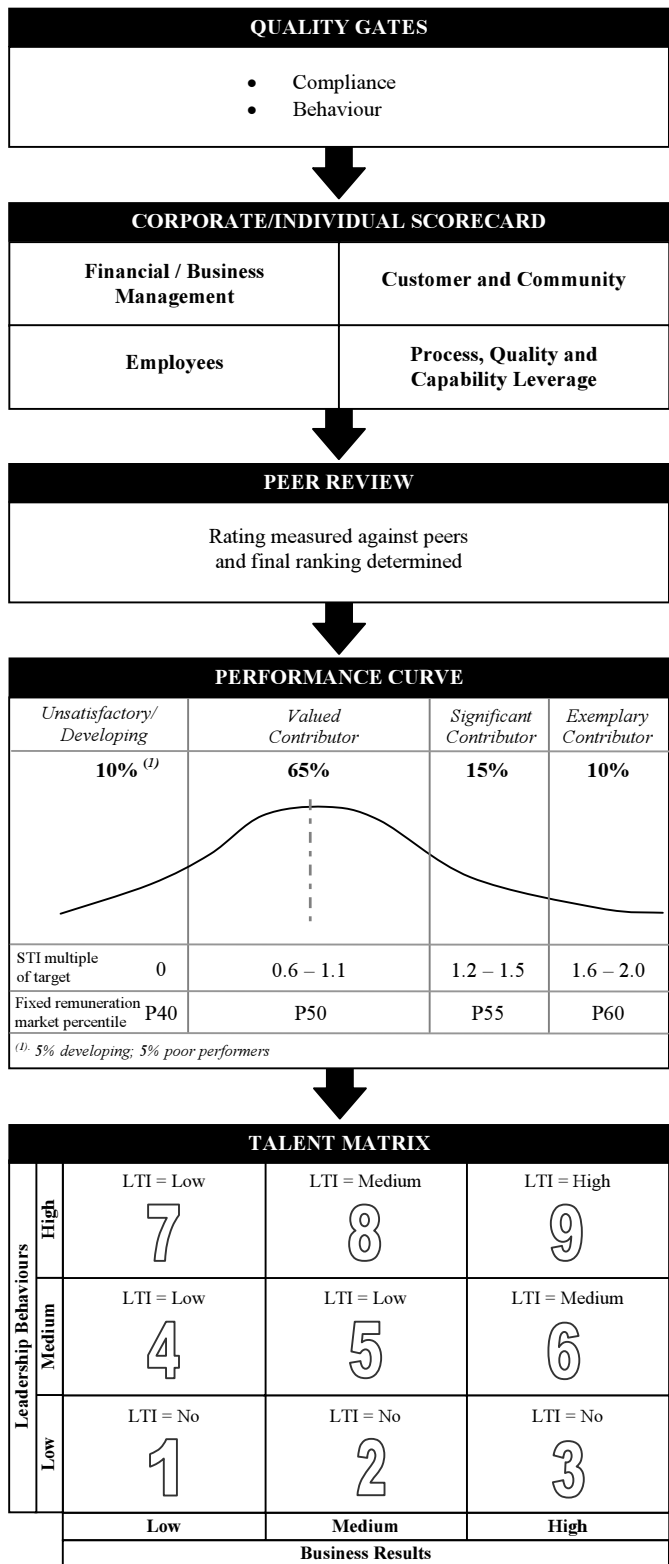 QUALITY GATES
• Compliance
• Behaviour
CORPORATE/INDIVIDUAL SCORECARD
Financial / Business
Management
Customer and Community
Employees
Process, Quality and
Capability Leverage
PEER REVIEW
Rating measured against peers
and final ranking determined
PERFORMANCE CURVE
Unsatisfactory/
Developing
Valued
Contributor
Significant
Contributor
Exemplary
Contributor
10% (1)
65%
15%
10%
STI multiple
of target
0
0.6 – 1.1
1.2 – 1.5
1.6 – 2.0
Fixed remuneration
market percentile
P40
P50
P55
P60
(1). 5% developing; 5% poor performers
TALENT MATRIX
Leadership Behaviours
High
LTI = Low
7
LTI = Medium
8
LTI = High
9
Medium
LTI = Low
4
LTI = Low
5
LTI = Medium
6
Low
LTI = No
1
LTI = No
2
LTI = No
3
Low
Medium
High
Business Results